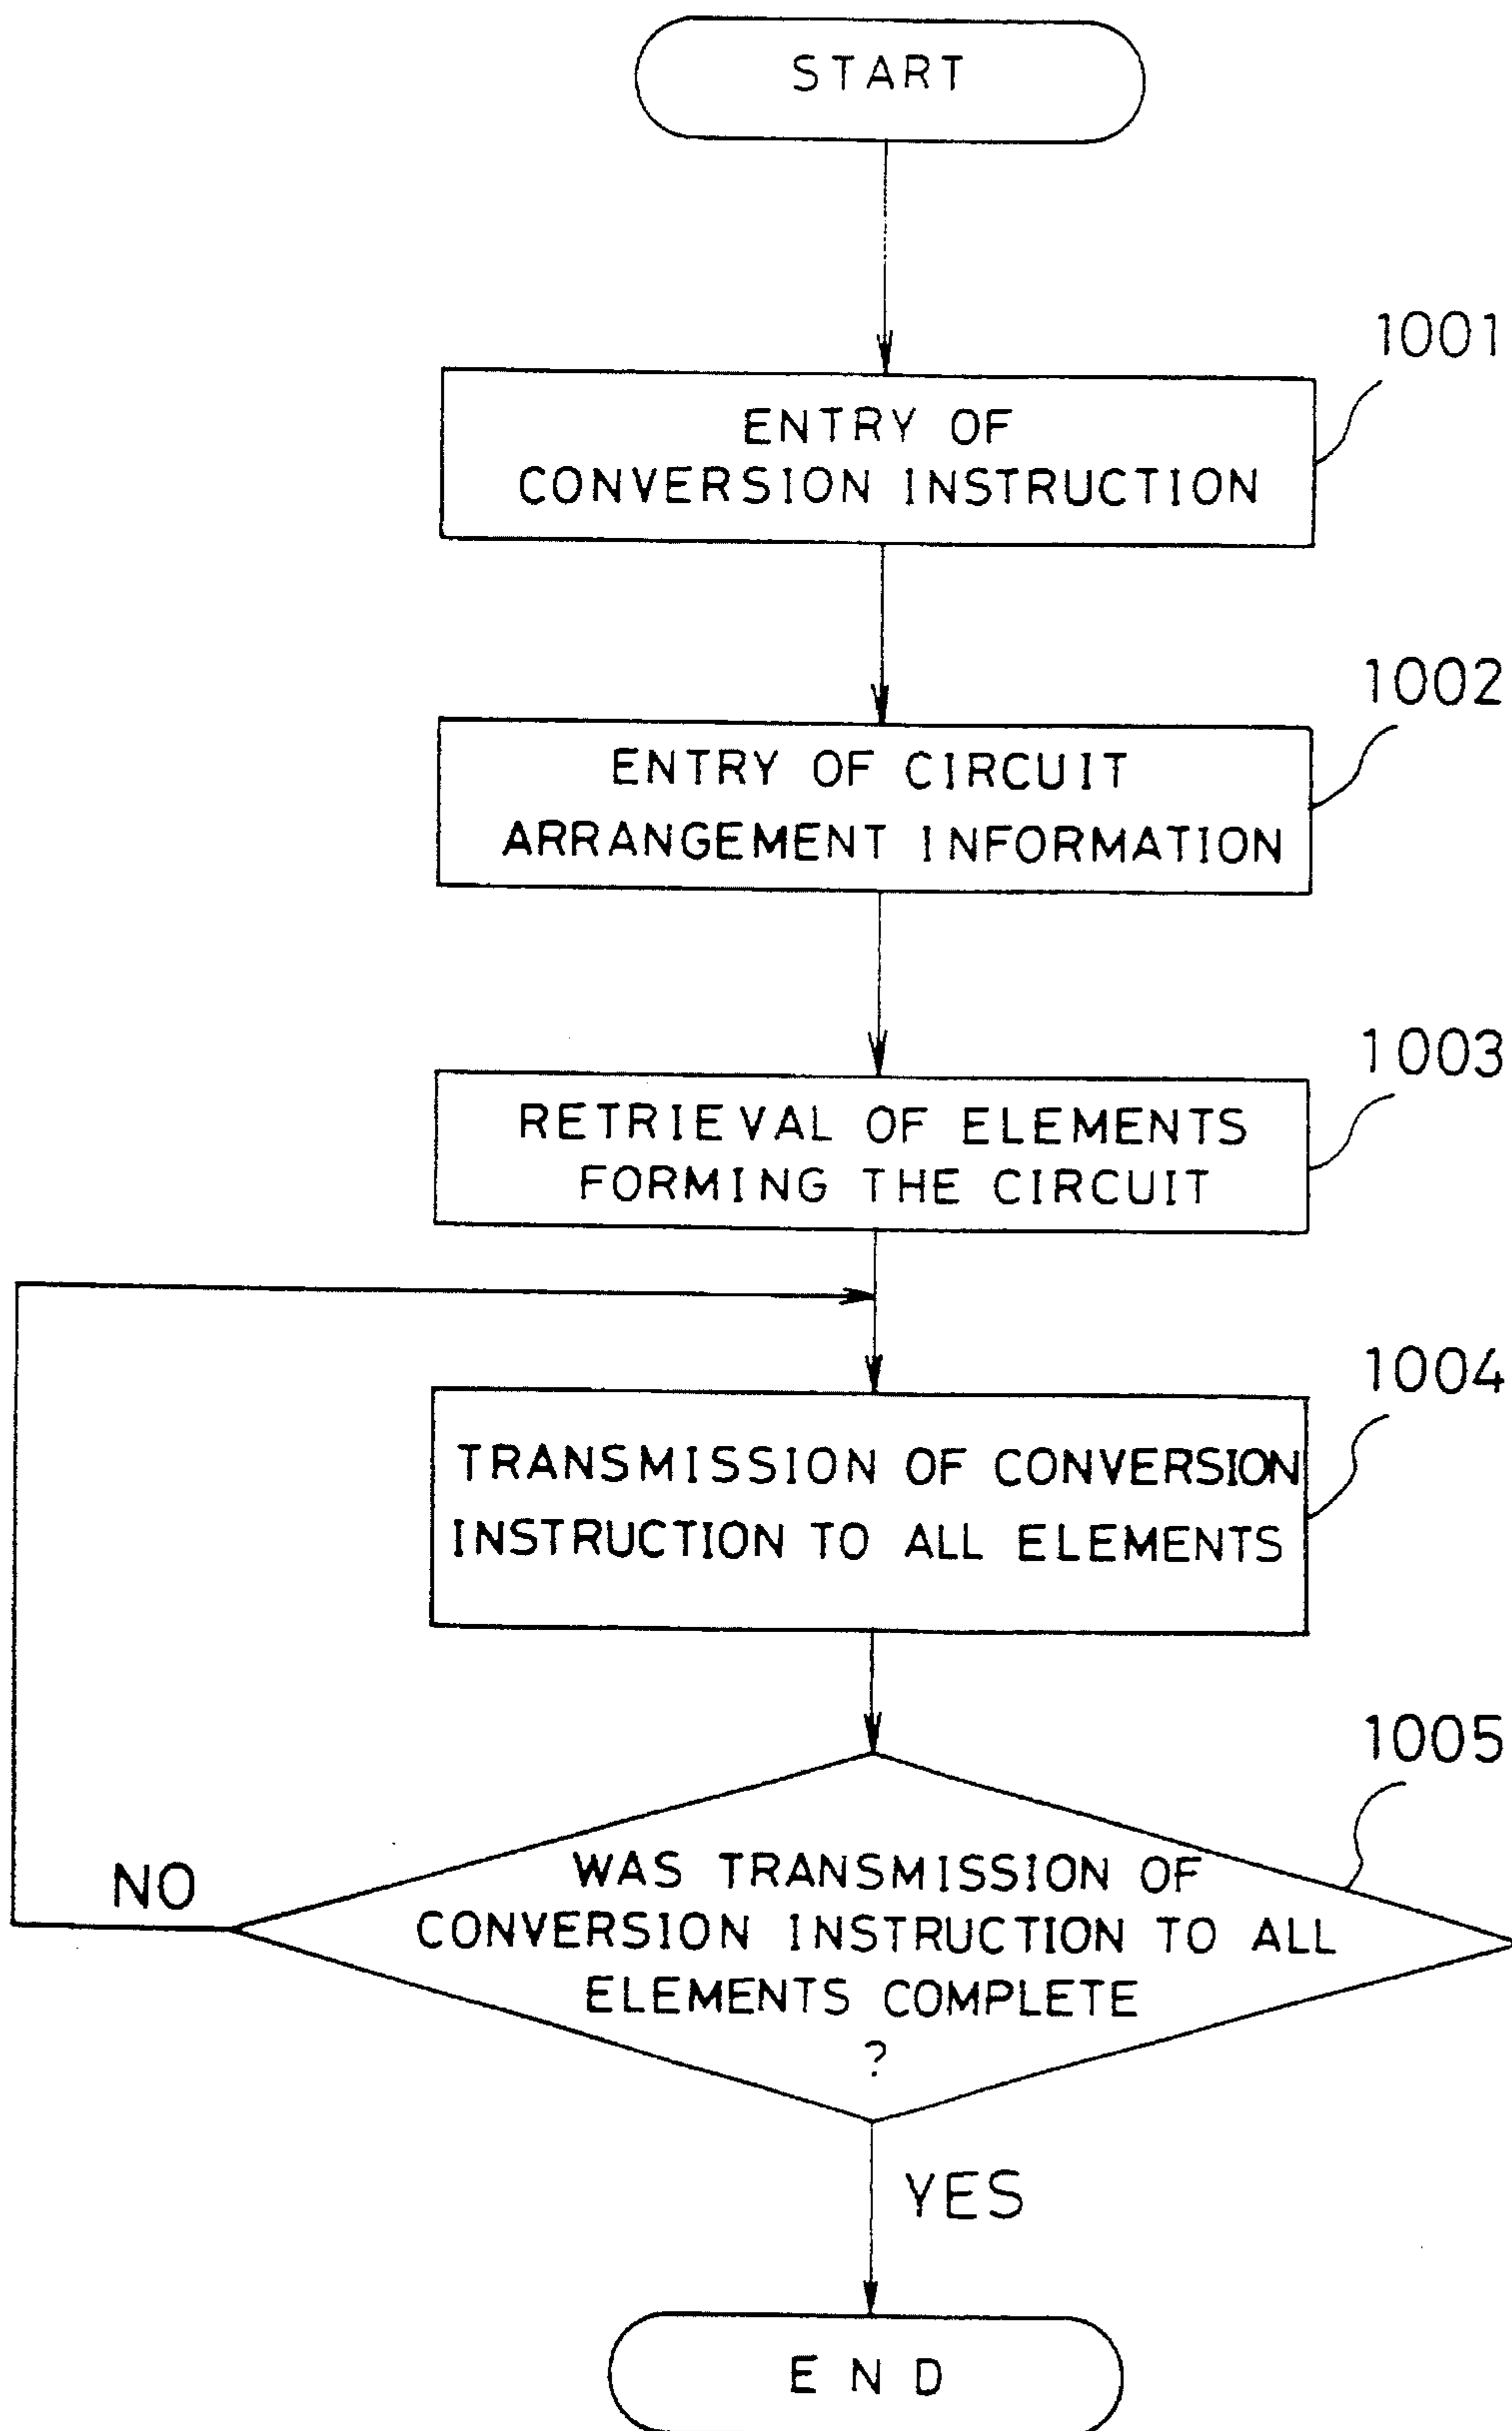 START
1001
ENTRY OF
CONVERSION INSTRUCTION
1002
ENTRY OF CIRCUIT
ARRANGEMENT INFORMATION
1003
RETRIEVAL OF ELEMENTS
FORMING THE CIRCUIT
1004
TRANSMISSION OF CONVERSION
INSTRUCTION TO ALL ELEMENTS
1005
NO
WAS TRANSMISSION OF
CONVERSION INSTRUCTION TO ALL
ELEMENTS COMPLETE
?
YES
END